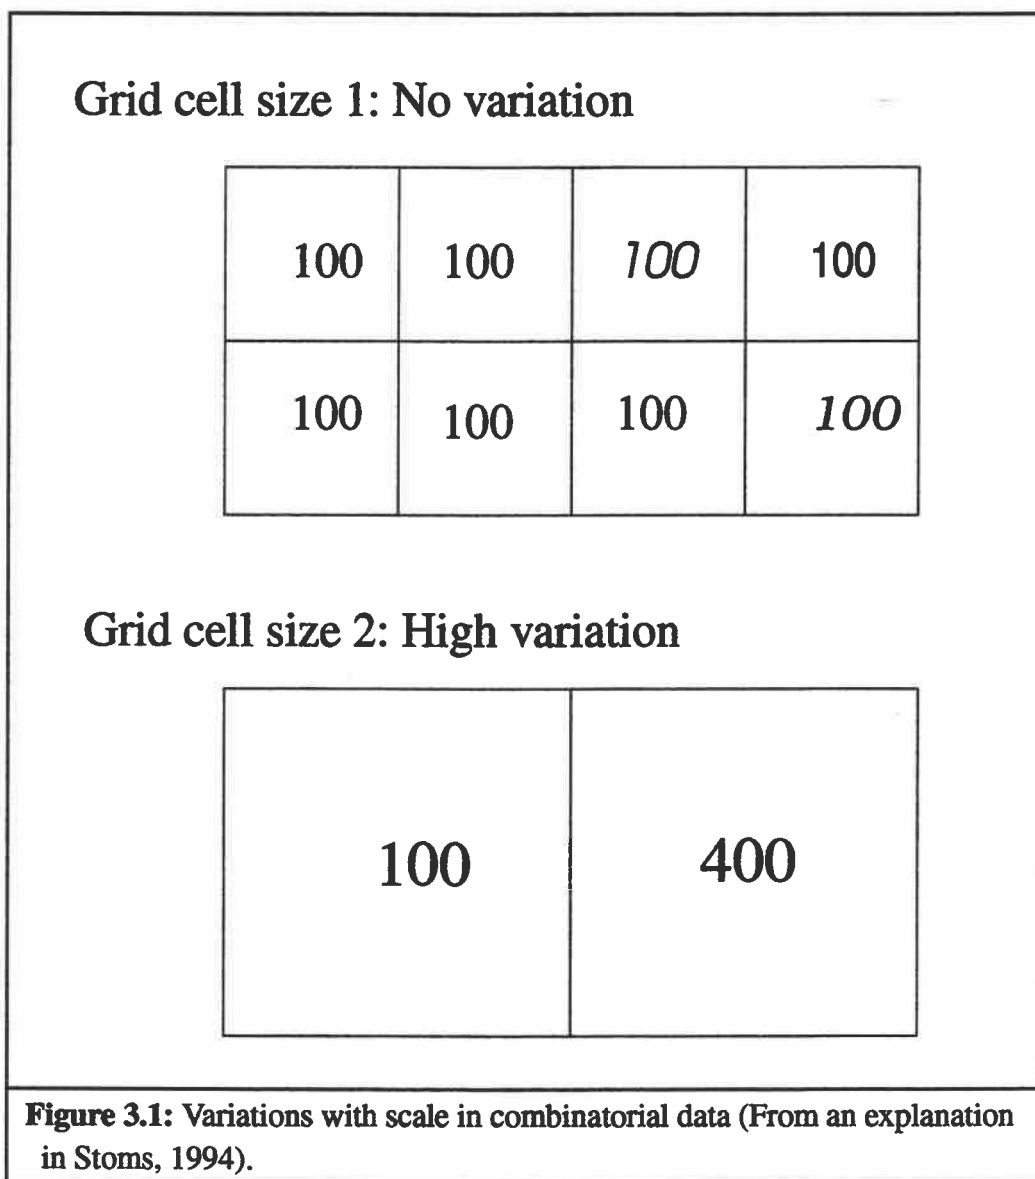 Grid cell size 1: No variation
100 100 100 100
100 100 100 100
Grid cell size 2: High variation
100 400
Figure 3.1: Variations with scale in combinatorial data (From an explanation
in Stoms, 1994).